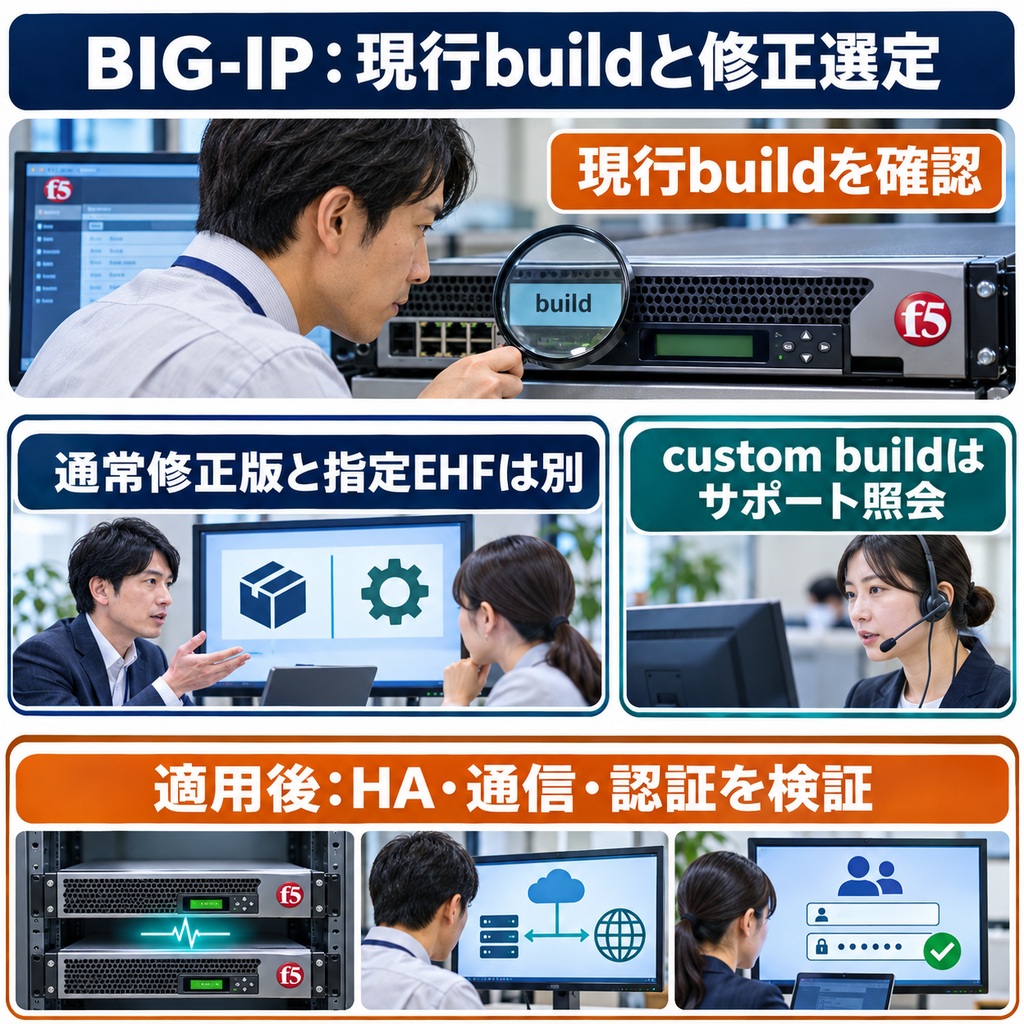 BIG-IP：現行buildと修正選定
f5
現行buildを確認
build
f5
通常修正版と指定EHFは別
custom buildは
サポート照会
適用後：HA・通信・認証を検証
f5
f5